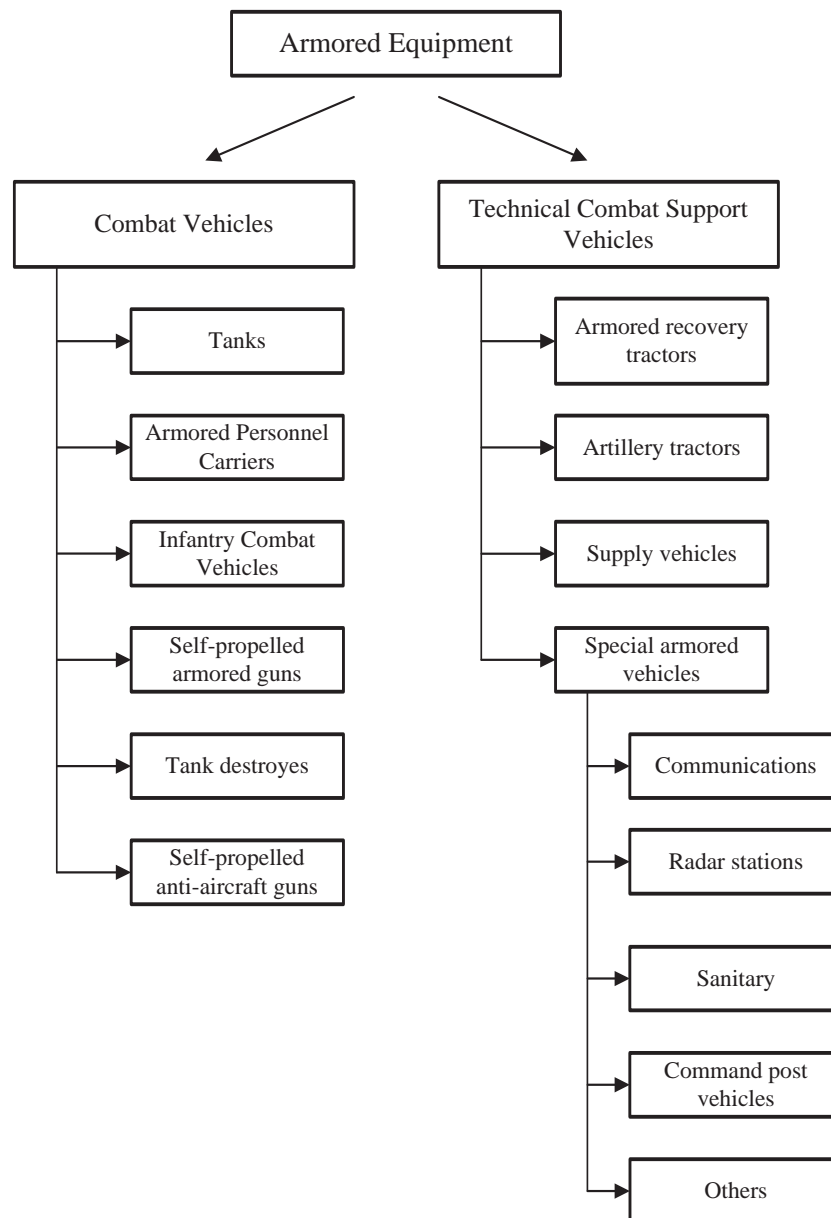 Armored Equipment
Combat Vehicles
Tanks
Armored Personnel
Carriers
Infantry Combat
Vehicles
Self-propelled
armored guns
Tank destroyes
Self-propelled
anti-aircraft guns
Technical Combat Support
Vehicles
Armored recovery
tractors
Artillery tractors
Supply vehicles
Special armored
vehicles
Communications
Radar stations
Sanitary
Command post
vehicles
Others